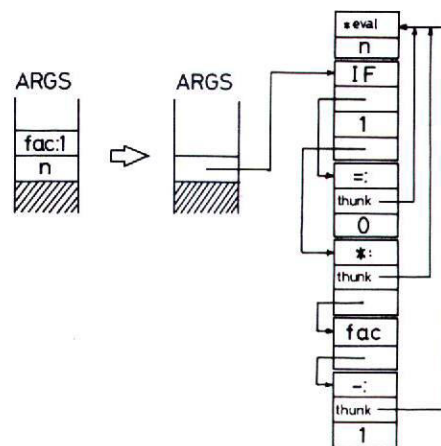 ARGS
fac:1
n
ARGS
*eval
n
IF
1
=:
thunk
0
*:
thunk
fac
-:
thunk
1